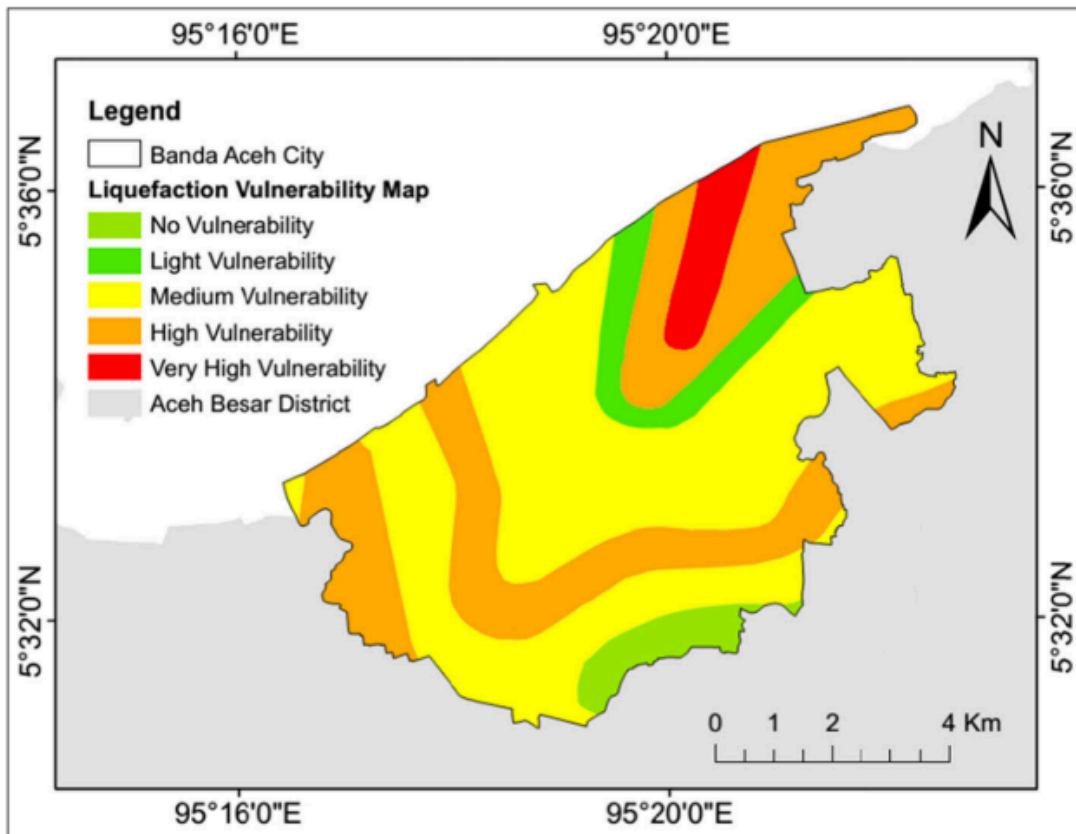 95°16'0"E 95°20'0"E
Legend
Banda Aceh City
Liquefaction Vulnerability Map
No Vulnerability
Light Vulnerability
Medium Vulnerability
High Vulnerability
Very High Vulnerability
Aceh Besar District
N
5°36'0"N
5°36'0"N
5°32'0"N
5°32'0"N
0 1 2 4 Km
95°16'0"E 95°20'0"E